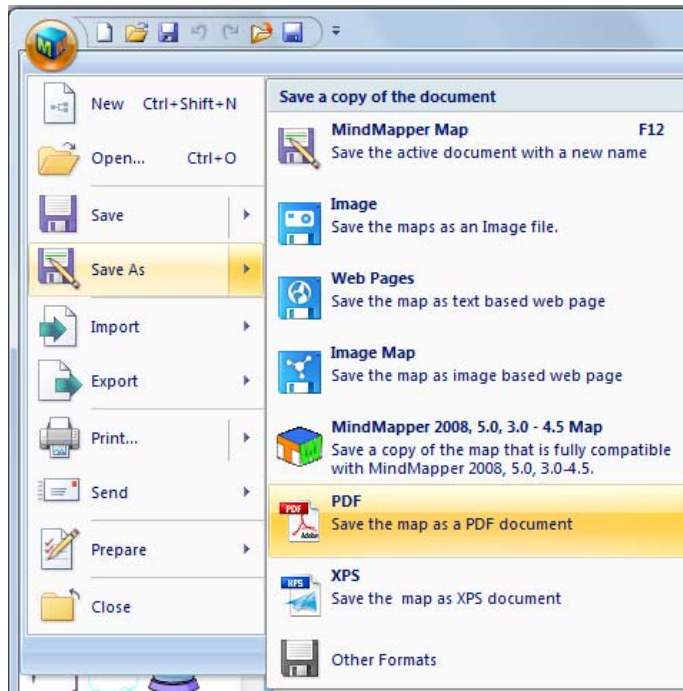 New Ctrl+Shift+N
Open... Ctrl+O
Save
Save As
Import
Export
Print...
Send
Prepare
Close
Save a copy of the document
MindMapper Map F12
Save the active document with a new name
Image
Save the maps as an Image file.
Web Pages
Save the map as text based web page
Image Map
Save the map as image based web page
MindMapper 2008, 5.0, 3.0 - 4.5 Map
Save a copy of the map that is fully compatible
with MindMapper 2008, 5.0, 3.0-4.5.
PDF
PDF
Adobe
Save the map as a PDF document
XPS
XPS
Save the  map as XPS document
Other Formats